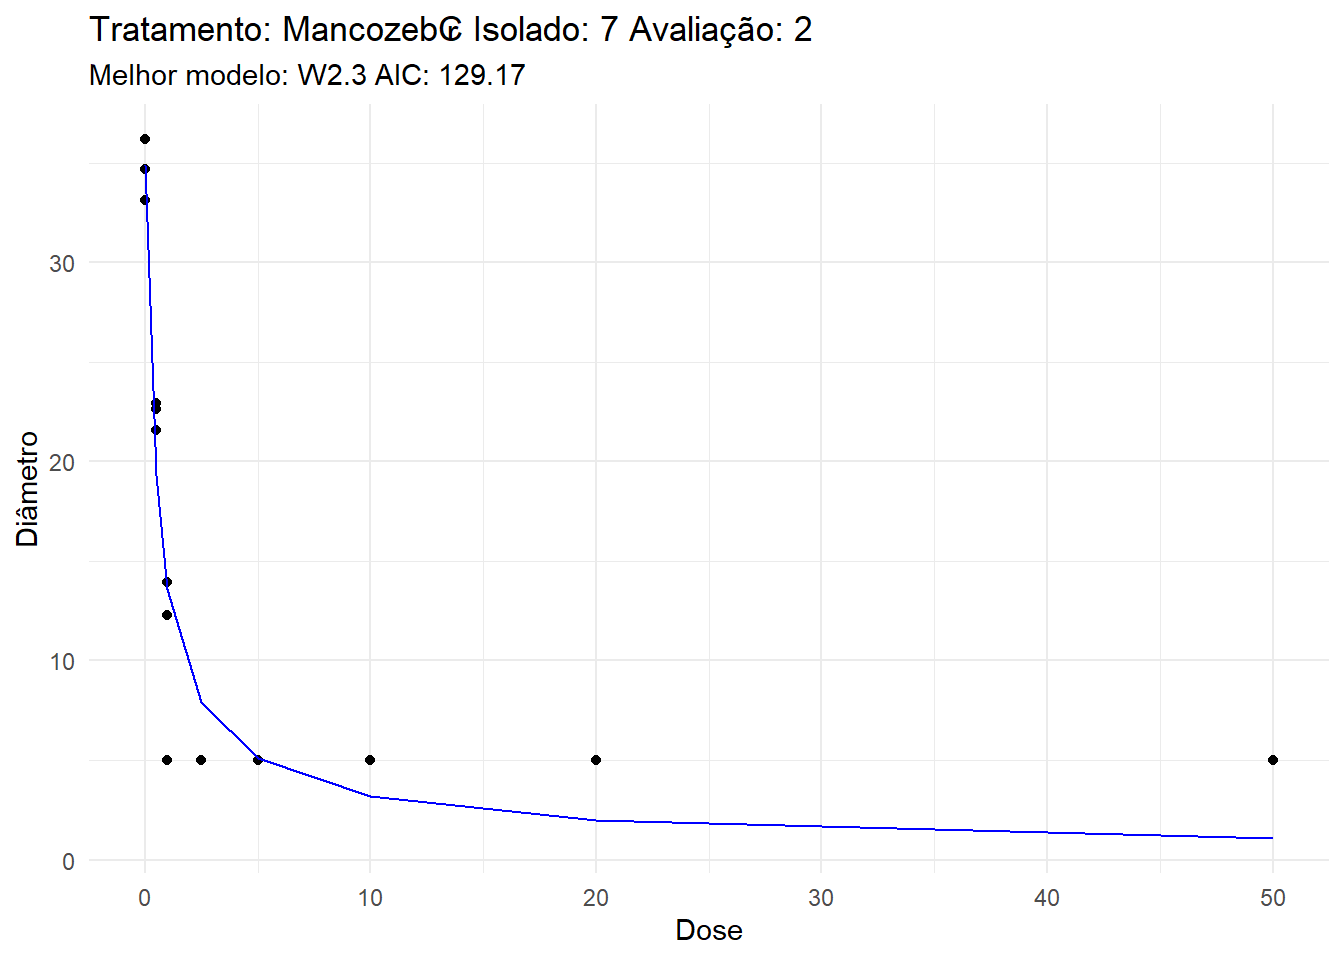 Tratamento: Mancozeb₢ Isolado: 7 Avaliação: 2
Melhor modelo: W2.3 AIC: 129.17
Diâmetro
30
20
10
0
0 10 20 30 40 50
Dose